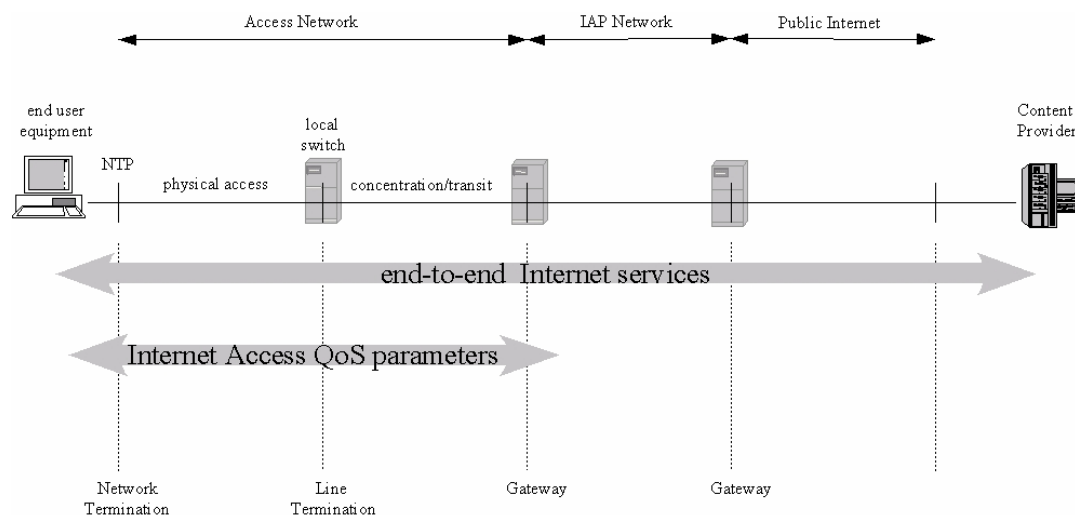 Access Network
IAP Network
Public Internet
end user
equipment
local
switch
Content
Provider
NTP
physical access
concentration/transit
end-to-end Internet services
Internet Access QoS parameters
Network
Termination
Line
Termination
Gateway
Gateway